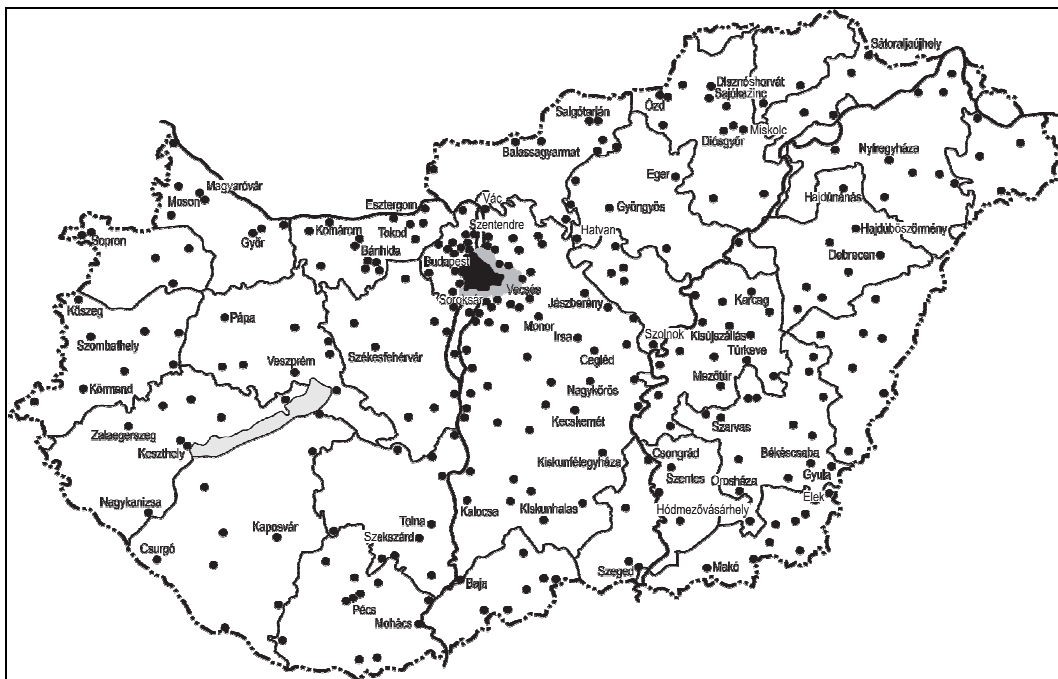 Sátoraljaújhely
Disznóshorvát
Sajókazinc
Ózd
Salgótarján
Miskolc
Diósgyőr
Balassagyarmat
Nyíregyháza
Eger
Magyaróvár
Moson
Hajdúnánás
Vác
Esztergom
Gyöngyös
Szentendre
Komárom
Tokod
Hatvan
Hajdúböszörmény
Sopron
Győr
Bánhida
Budapest
Debrecen
Vecsés
Soroksár
Jászberény
Karcag
Kőszeg
Pápa
Monor
Irsa
Szolnok
Kisújszállás
Szombathely
Székesfehérvár
Cegléd
Túrkeve
Veszprém
Mezőtúr
Körmend
Nagykőrös
Kecskemét
Szarvas
Zalaegerszeg
Keszthely
Kiskunfélegyháza
Csongrád
Békéscsaba
Gyula
Szentes
Orosháza
Elek
Nagykanizsa
Kalocsa
Kiskunhalas
Hódmezővásárhely
Kaposvár
Tolna
Szekszárd
Csurgó
Szeged
Makó
Baja
Pécs
Mohács